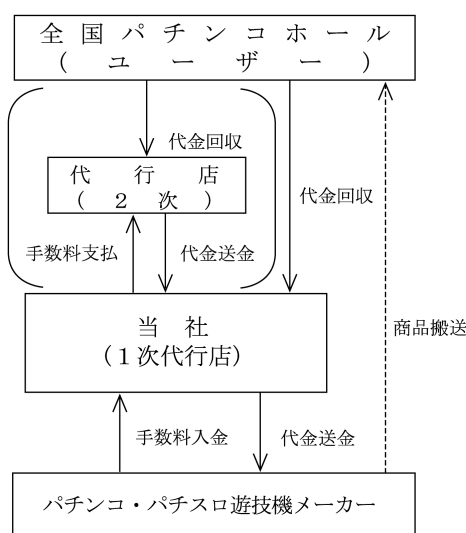 全国パチンコホール
(ユーザー)
代金回収
代行店
(2次)
代金回収
手数料支払
代金送金
当社
(1次代行店)
商品搬送
手数料入金
代金送金
パチンコ・パチスロ遊技機メーカー